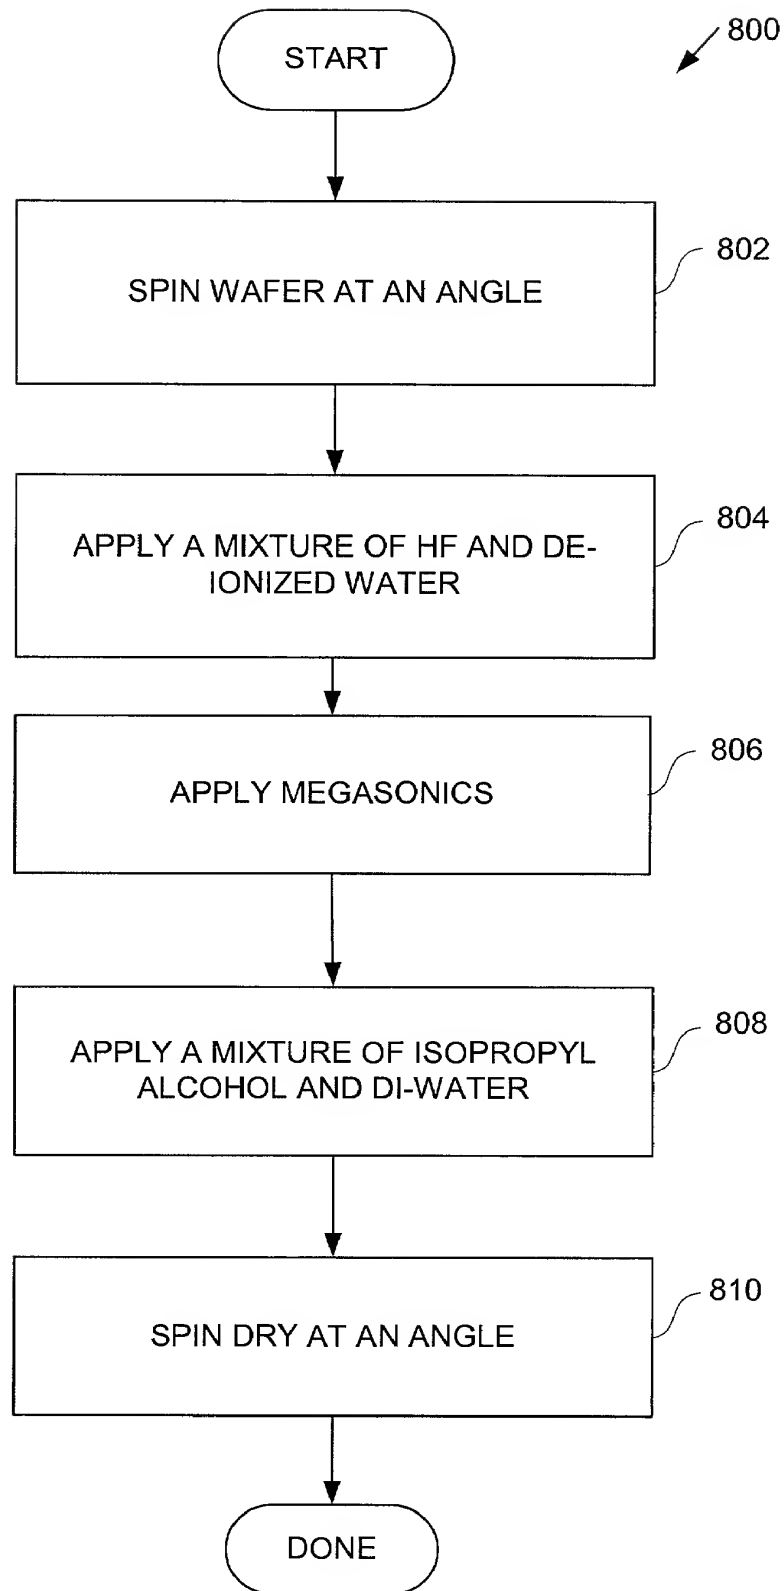 START
800
SPIN WAFER AT AN ANGLE
802
APPLY A MIXTURE OF HF AND DE-
IONIZED WATER
804
APPLY MEGASONICS
806
APPLY A MIXTURE OF ISOPROPYL
ALCOHOL AND DI-WATER
808
SPIN DRY AT AN ANGLE
810
DONE